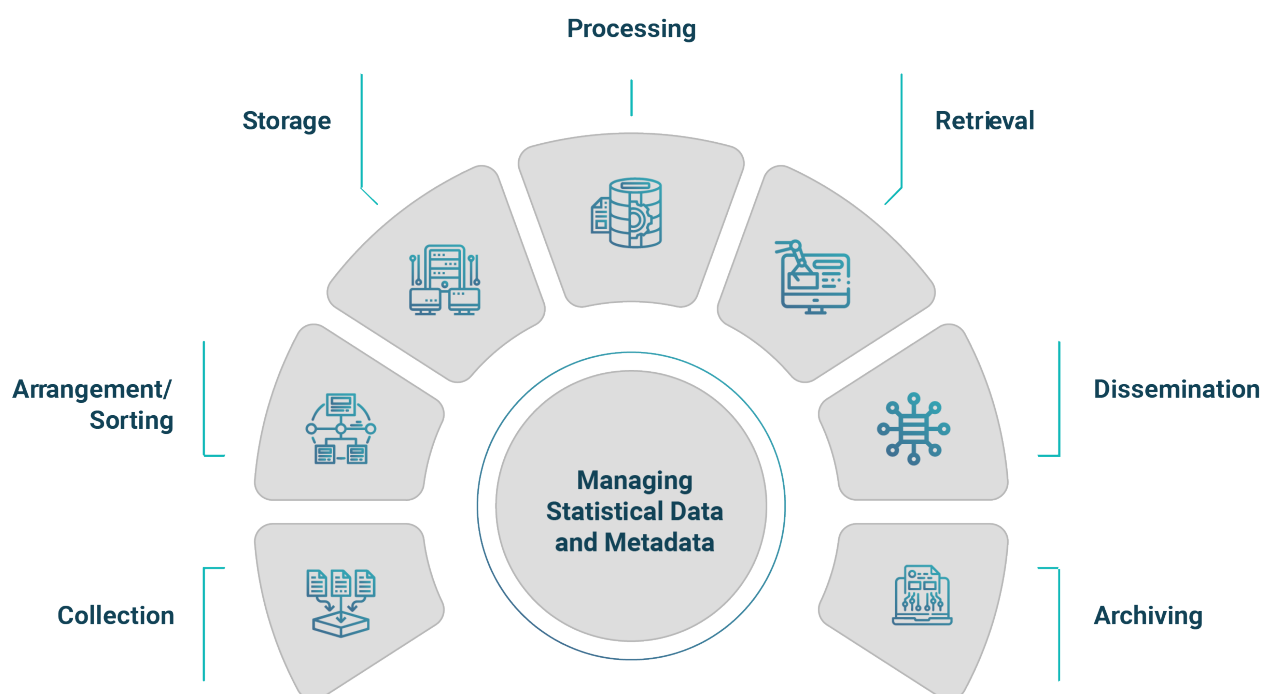 Processing
Storage
Retrieval
Arrangement/
Sorting
Dissemination
Managing
Statistical Data
and Metadata
Collection
Archiving